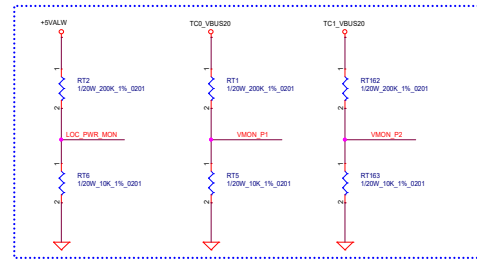 +5VALW
TC0_VBUS20
TC1_VBUS20
1
1
1
RT2
1/20W_200K_1%_0201
RT1
1/20W_200K_1%_0201
RT162
1/20W_200K_1%_0201
2
2
2
LOC_PWR_MON
VMON_P1
VMON_P2
1
1
1
RT6
1/20W_10K_1%_0201
RT5
1/20W_10K_1%_0201
RT163
1/20W_10K_1%_0201
2
2
2